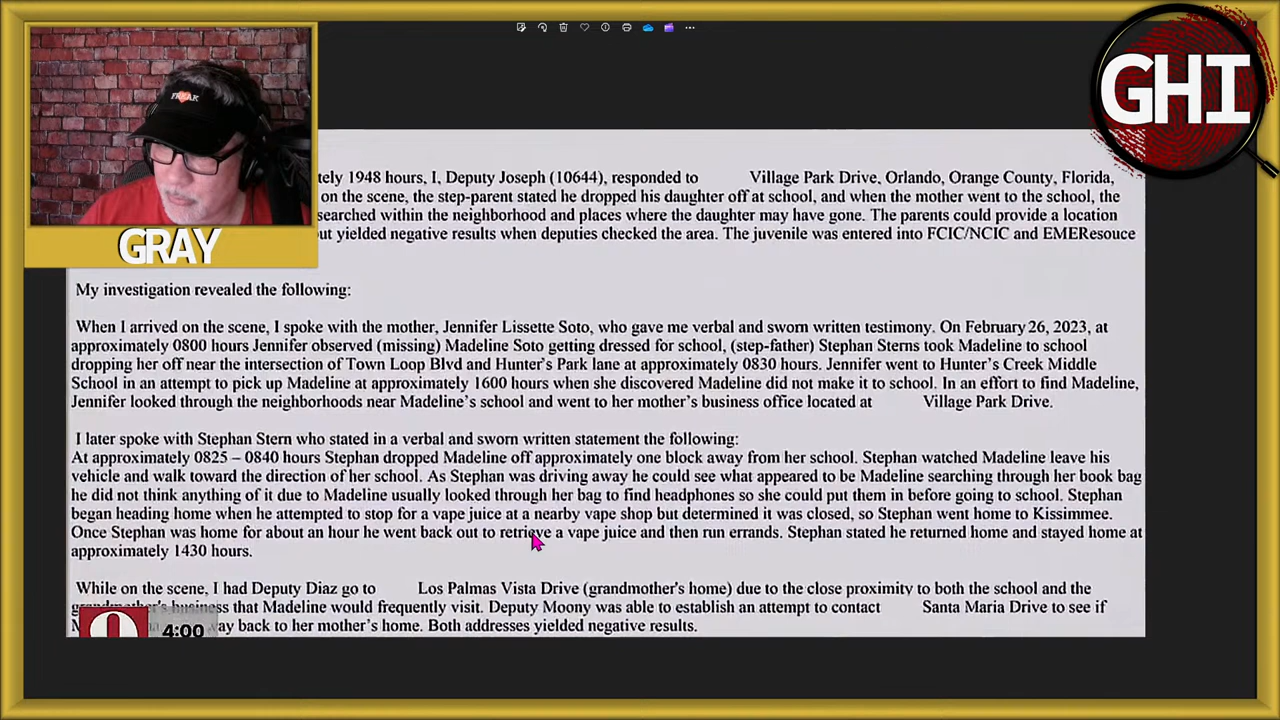 GHI
FREAK
GRAY
tely 1948 hours, I, Deputy Joseph (10644), responded to Village Park Drive, Orlando, Orange County, Florida,
on the scene, the step-parent stated he dropped his daughter off at school, and when the mother went to the school, the
searched within the neighborhood and places where the daughter may have gone. The parents could provide a location
ut yielded negative results when deputies checked the area. The juvenile was entered into FCIC/NCIC and EMEResouce
My investigation revealed the following:
When I arrived on the scene, I spoke with the mother, Jennifer Lissette Soto, who gave me verbal and sworn written testimony. On February 26, 2023, at
approximately 0800 hours Jennifer observed (missing) Madeline Soto getting dressed for school, (step-father) Stephan Sterns took Madeline to school
dropping her off near the intersection of Town Loop Blvd and Hunter's Park lane at approximately 0830 hours. Jennifer went to Hunter's Creek Middle
School in an attempt to pick up Madeline at approximately 1600 hours when she discovered Madeline did not make it to school. In an effort to find Madeline,
Jennifer looked through the neighborhoods near Madeline's school and went to her mother's business office located at Village Park Drive.
I later spoke with Stephan Stern who stated in a verbal and sworn written statement the following:
At approximately 0825 – 0840 hours Stephan dropped Madeline off approximately one block away from her school. Stephan watched Madeline leave his
vehicle and walk toward the direction of her school. As Stephan was driving away he could see what appeared to be Madeline searching through her book bag
he did not think anything of it due to Madeline usually looked through her bag to find headphones so she could put them in before going to school. Stephan
began heading home when he attempted to stop for a vape juice at a nearby vape shop but determined it was closed, so Stephan went home to Kissimmee.
Once Stephan was home for about an hour he went back out to retrieve a vape juice and then run errands. Stephan stated he returned home and stayed home at
approximately 1430 hours.
While on the scene, I had Deputy Diaz go to Los Palmas Vista Drive (grandmother's home) due to the close proximity to both the school and the
grandmother's business that Madeline would frequently visit. Deputy Moony was able to establish an attempt to contact Santa Maria Drive to see if
way back to her mother's home. Both addresses yielded negative results.
4:00